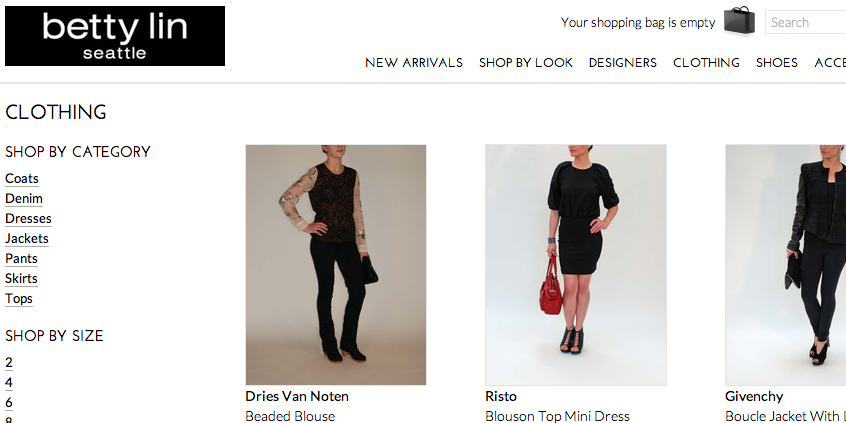 betty lin
seattle
Your shopping bag is empty
Search
NEW ARRIVALS SHOP BY LOOK DESIGNERS CLOTHING SHOES ACCE
CLOTHING
SHOP BY CATEGORY
Coats
Denim
Dresses
Jackets
Pants
Skirts
Tops
SHOP BY SIZE
2
4
6
8
Dries Van Noten
Beaded Blouse
Risto
Blouson Top Mini Dress
Givenchy
Boucle Jacket With L